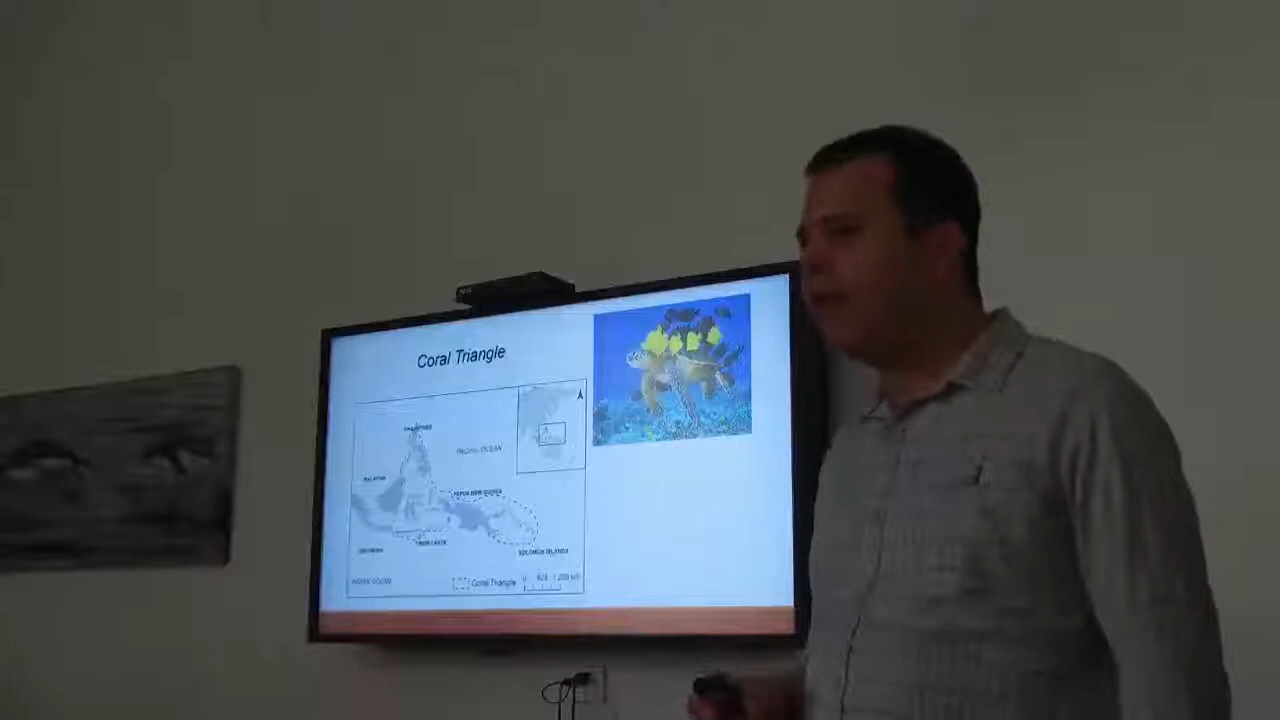 Coral Triangle
PHILIPPINES
PACIFIC OCEAN
MALAYSIA
PAPUA NEW GUINEA
TIMOR-LESTE
INDONESIA
SOLOMON ISLANDS
INDIAN OCEAN
Coral Triangle